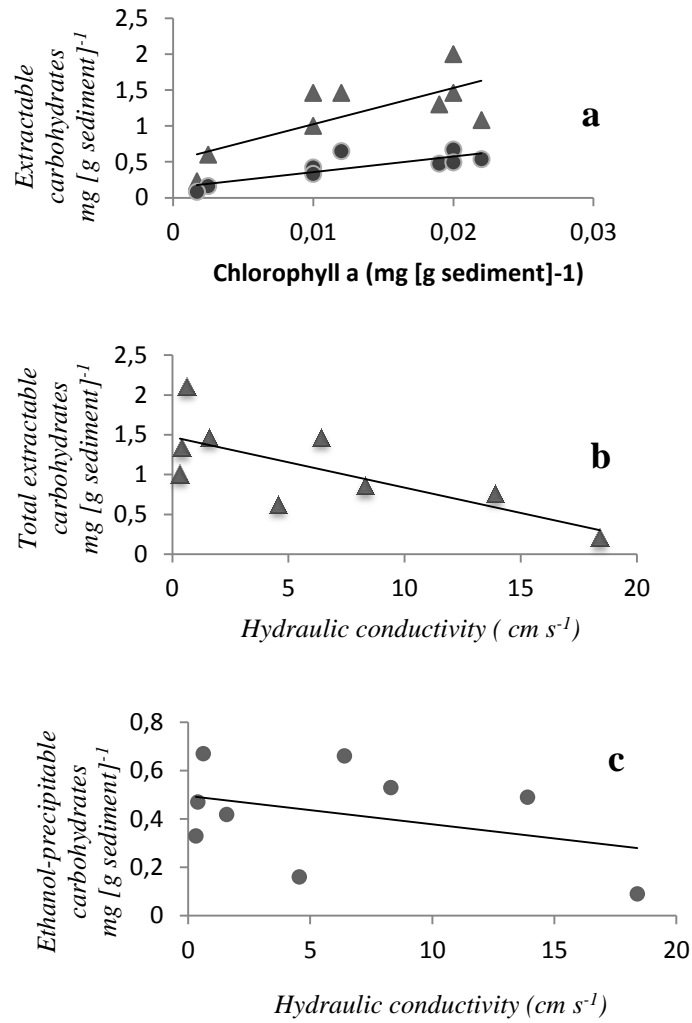 Extractable
carbohydrates
mg [g sediment]-1
2,5
2
1,5
1
0,5
0
a
0
0,01
0,02
0,03
Chlorophyll a (mg [g sediment]-1)
Total extractable
carbohydrates
mg [g sediment]-1
2,5
2
1,5
1
0,5
0
b
0
5
10
15
20
Hydraulic conductivity ( cm s-1)
Ethanol-precipitable
carbohydrates
mg [g sediment]-1
0,8
0,6
0,4
0,2
0
c
0
5
10
15
20
Hydraulic conductivity (cm s-1)